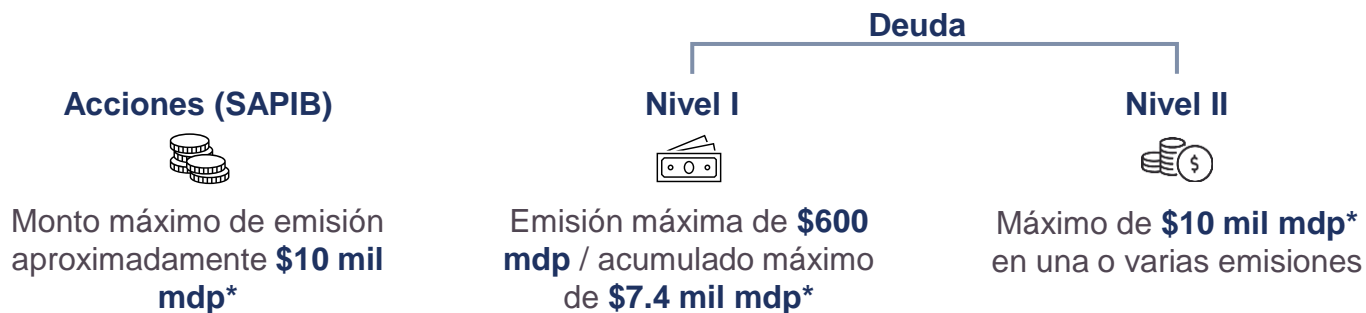 Deuda
Acciones (SAPIB)
Monto máximo de emisión
aproximadamente $10 mil
mdp*
Nivel I
Emisión máxima de $600
mdp / acumulado máximo
de $7.4 mil mdp*
Nivel II
$
Máximo de $10 mil mdp*
en una o varias emisiones